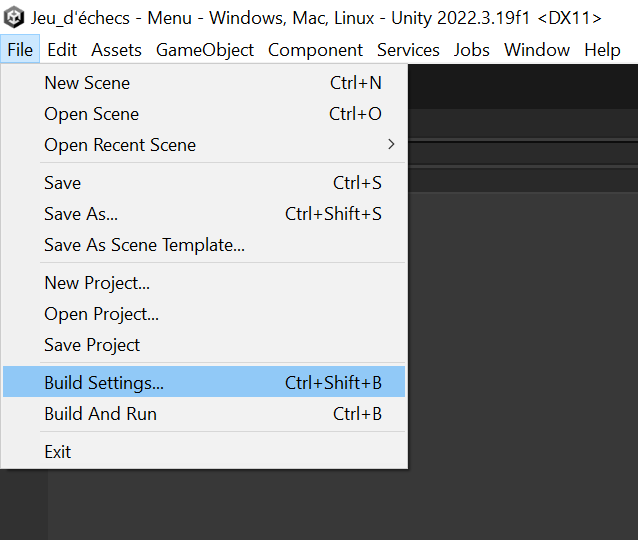 Jeu_d'échecs - Menu - Windows, Mac, Linux - Unity 2022.3.19f1 <DX11>
File Edit Assets GameObject Component Services Jobs Window Help
New Scene Ctrl+N
Open Scene Ctrl+O
Open Recent Scene
Save Ctrl+S
Save As... Ctrl+Shift+S
Save As Scene Template...
New Project...
Open Project...
Save Project
Build Settings... Ctrl+Shift+B
Build And Run Ctrl+B
Exit